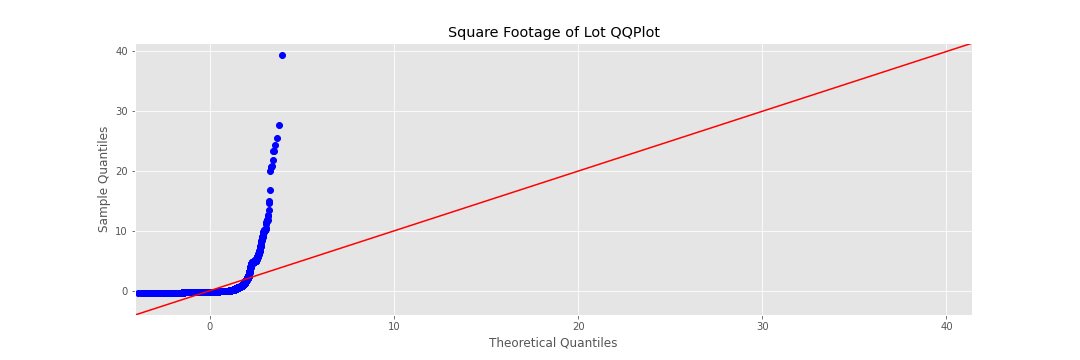 Square Footage of Lot QQPlot
40
30
20
10
0
Sample Quantiles
0 10 20 30 40
Theoretical Quantiles